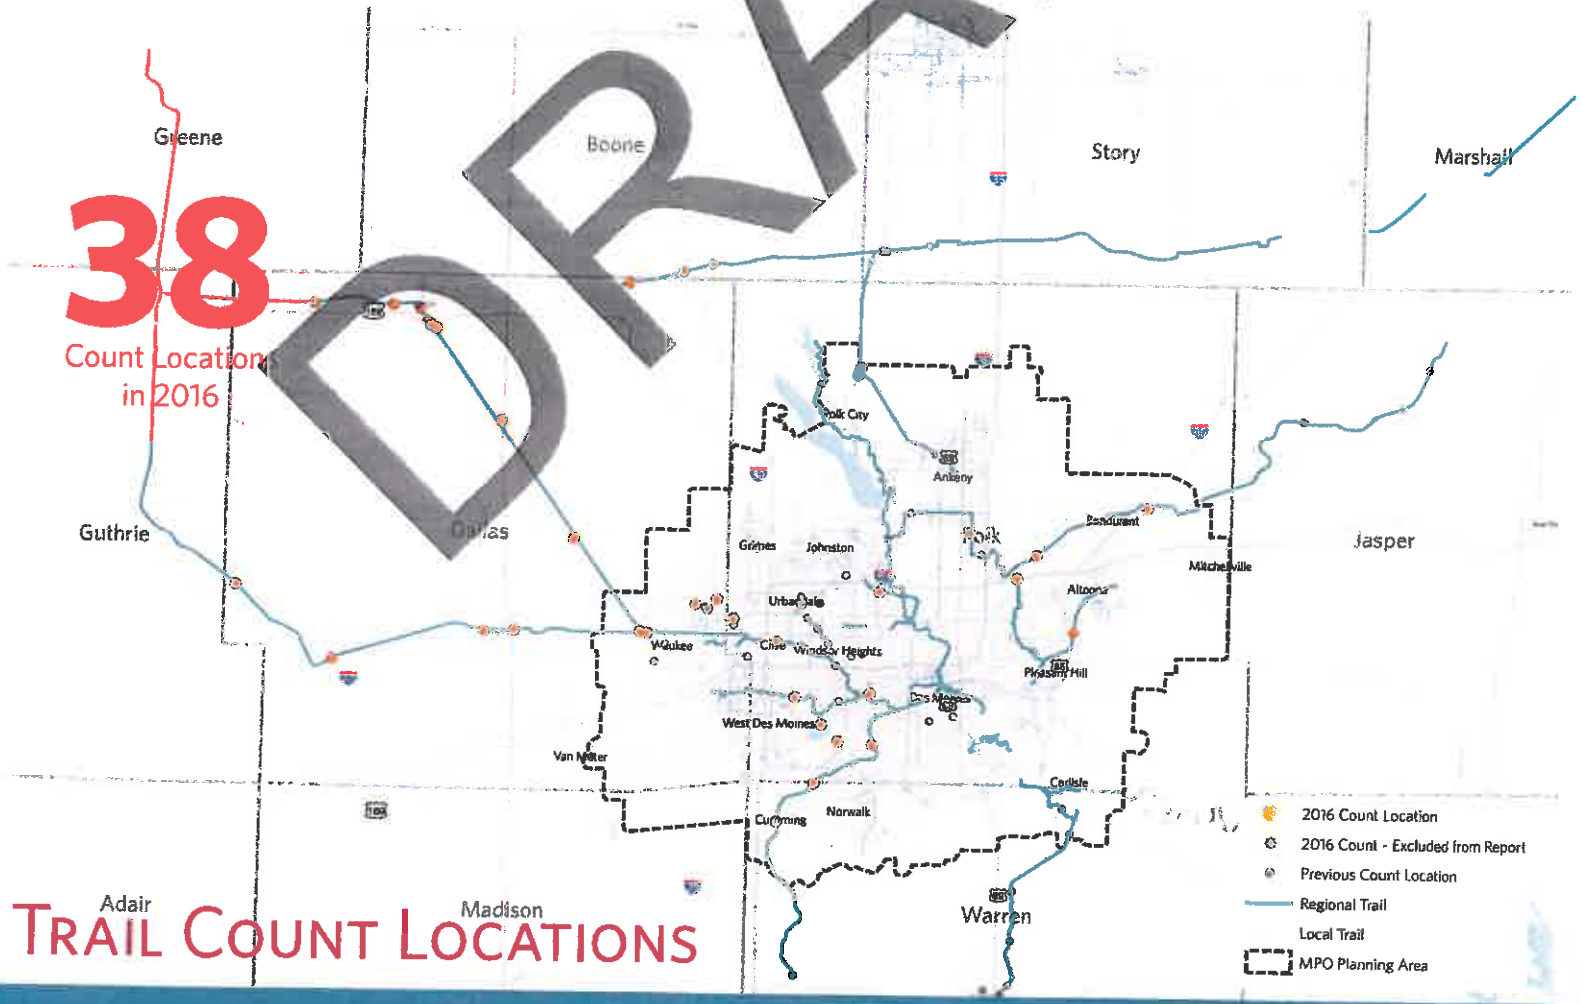 DRA
Greene
Boone
Story
Marshall
38
Count Location
in 2016
Polk City
Ankeny
Guthrie
Dallas
Grimes
Johnston
Polk
Bondurant
Jasper
Mitchellville
Altoona
Urbandale
Waukee
Clive
Windsor Heights
Pleasant Hill
Des Moines
West Des Moines
Van Meter
Carlisle
Norwalk
Cumming
2016 Count Location
2016 Count - Excluded from Report
Previous Count Location
Regional Trail
Local Trail
MPO Planning Area
Adair
Madison
Warren
TRAIL COUNT LOCATIONS